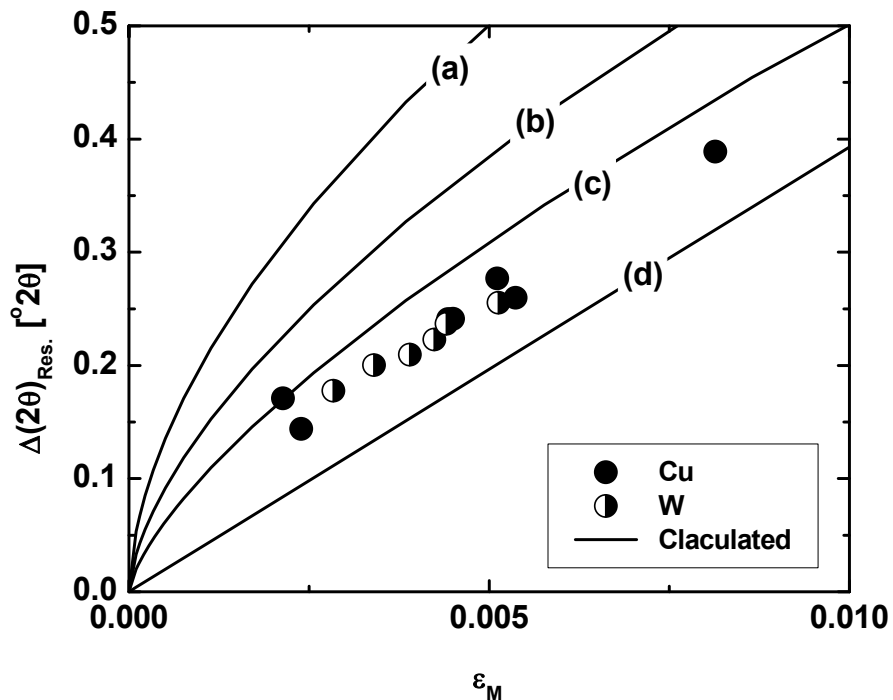 0.5
(a)
(b)
0.4
(c)
0.3
(d)
Δ(2θ)Res. [°2θ]
0.2
0.1
Cu
W
Claculated
0.0
0.000
0.005
0.010
εM